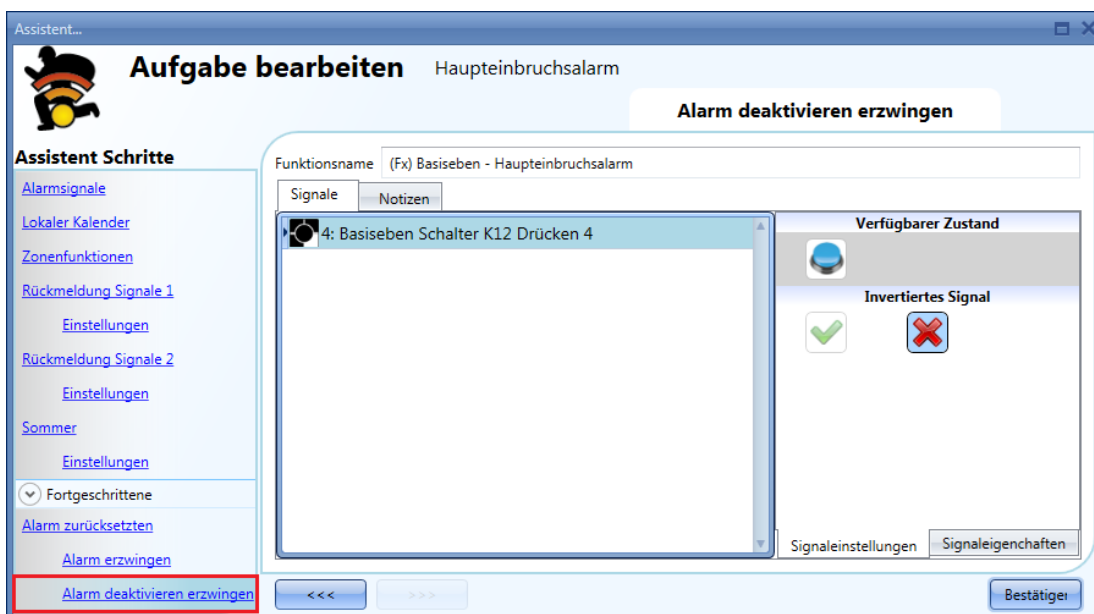 Assistent...
Aufgabe bearbeiten Haupteinbruchsalarm
Alarm deaktivieren erzwingen
Assistent Schritte
Alarmsignale
Lokaler Kalender
Zonenfunktionen
Rückmeldung Signale 1
Einstellungen
Rückmeldung Signale 2
Einstellungen
Sommer
Einstellungen
Fortgeschrittene
Alarm zurücksetzten
Alarm erzwingen
Alarm deaktivieren erzwingen
Funktionsname (Fx) Basiseben - Haupteinbruchsalarm
Signale Notizen
4: Basiseben Schalter K12 Drücken 4
Verfügbarer Zustand
Invertiertes Signal
Signaleinstellungen Signaleigenchaften
<<< >>> Bestätiger